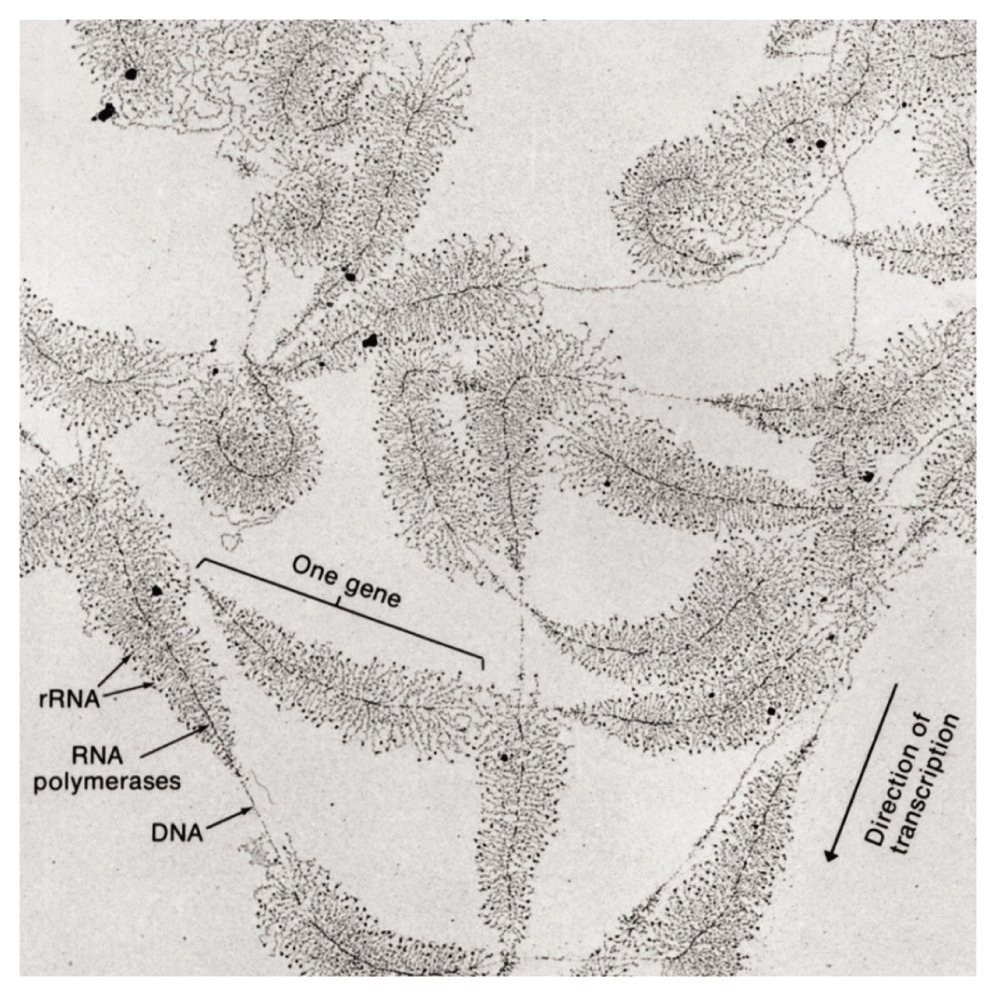 One gene
rRNA
RNA
polymerases
DNA
Direction of
transcription